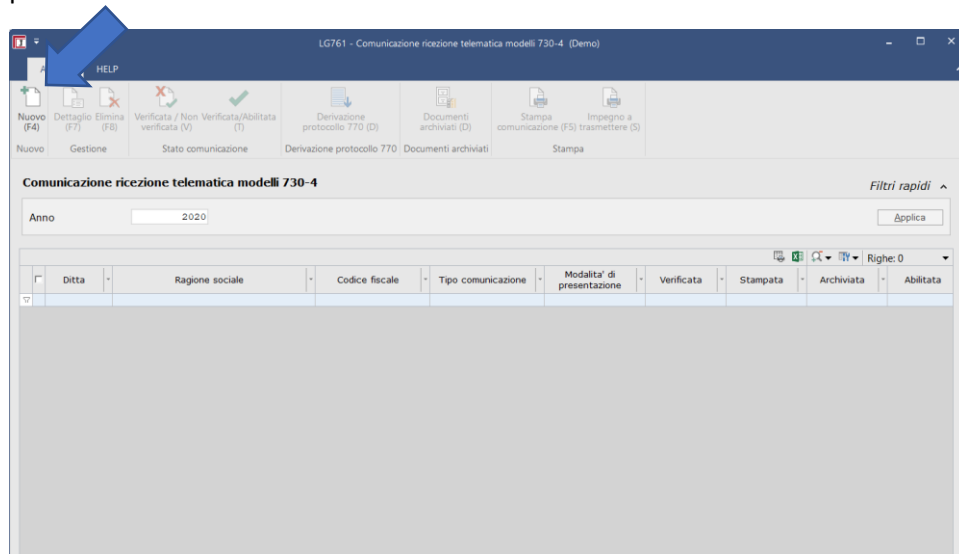 LG761 - Comunicazione ricezione telematica modelli 730-4 (Demo)
HELP
Nuovo (F4)
Dettaglio (F7)
Elimina (F8)
Verificata / Non verificata (V)
Verificata/Abilitata (T)
Derivazione protocollo 770 (D)
Documenti archiviati (D)
Stampa comunicazione (F5)
Impegno a trasmettere (S)
Nuovo
Gestione
Stato comunicazione
Derivazione protocollo 770
Documenti archiviati
Stampa
Comunicazione ricezione telematica modelli 730-4
Filtri rapidi
Anno
2020
Applica
Righe: 0
Ditta
Ragione sociale
Codice fiscale
Tipo comunicazione
Modalita' di presentazione
Verificata
Stampata
Archiviata
Abilitata